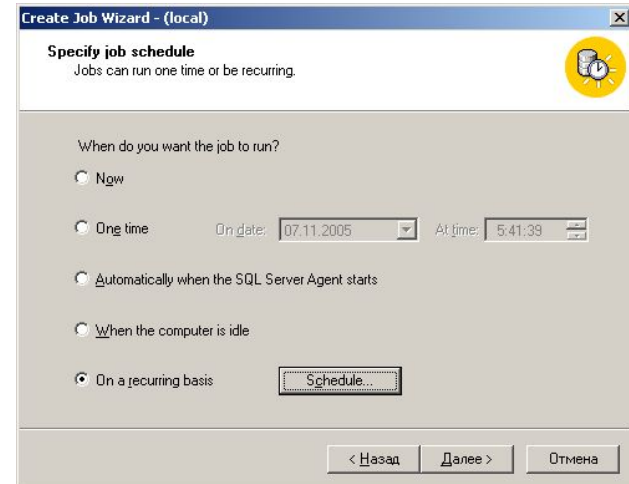 Create Job Wizard - (local)
Specify job schedule
Jobs can run one time or be recurring.
When do you want the job to run?
Now
One time On date: 07.11.2005 At time: 5:41:39
Automatically when the SQL Server Agent starts
When the computer is idle
On a recurring basis Schedule...
< Назад Далее > Отмена